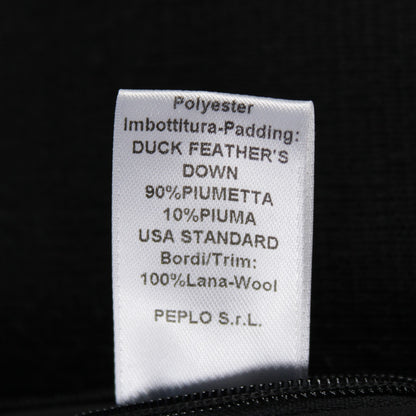 Polyester
Imbottitura-Padding:
DUCK FEATHER'S
DOWN
90%PIUMETTA
10%PIUMA
USA STANDARD
Bordi/Trim:
100%Lana-Wool
PEPLO S.r.L.